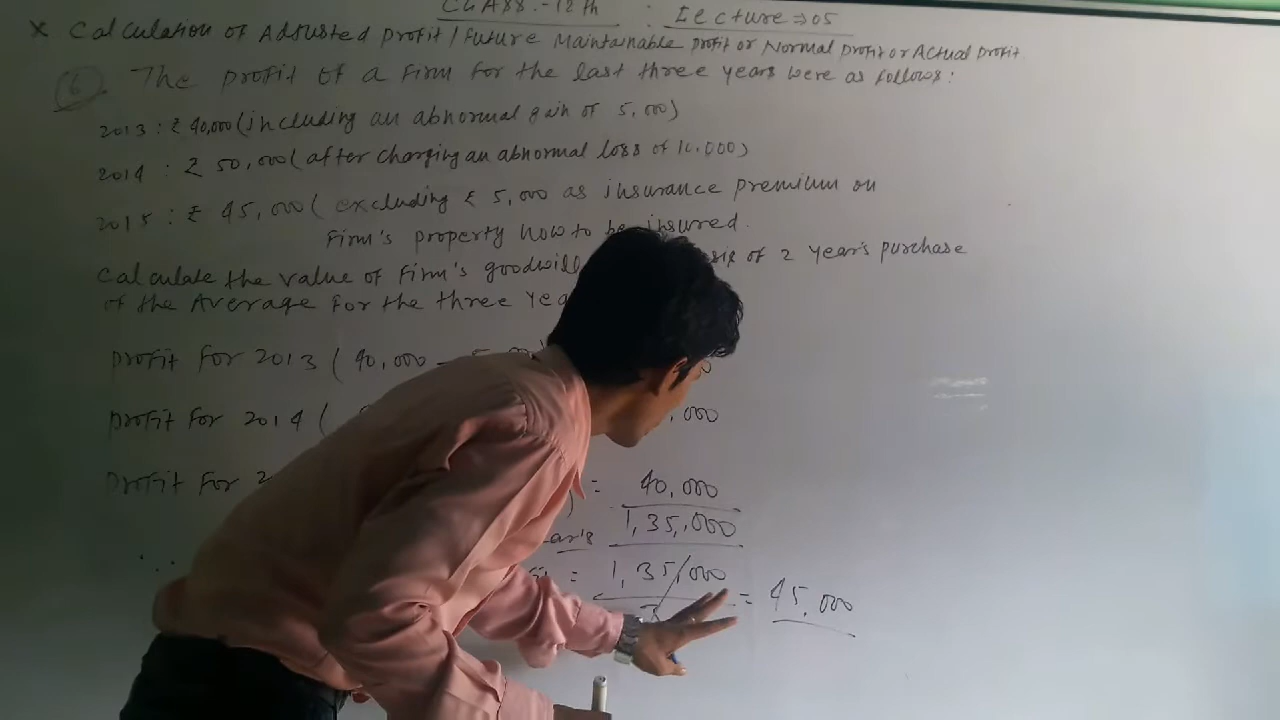 CLASS.-12th : Lecture⇒05
× Calculation of Adjusted Profit / Future Maintainable Profit or Normal Profit or Actual Profit.
(6). The Profit of a Firm for the last three years were as follows:
2013 : ₹ 40,000 (including an abnormal gain of 5,000)
2014 : ₹ 50,000 (after charging an abnormal loss of 10,000)
2015 : ₹ 45,000 (excluding ₹ 5,000 as insurance premium on
Firm's property now to be insured.
Calculate the value of Firm's goodwill of 2 Year's purchase
of the Average For the three
Profit For 2013 (40,000 –
Profit For 2014 ( ,000
Profit For 2 ) = 40,000
1,35,000
∴ = 1,35,000 = 45,000
3